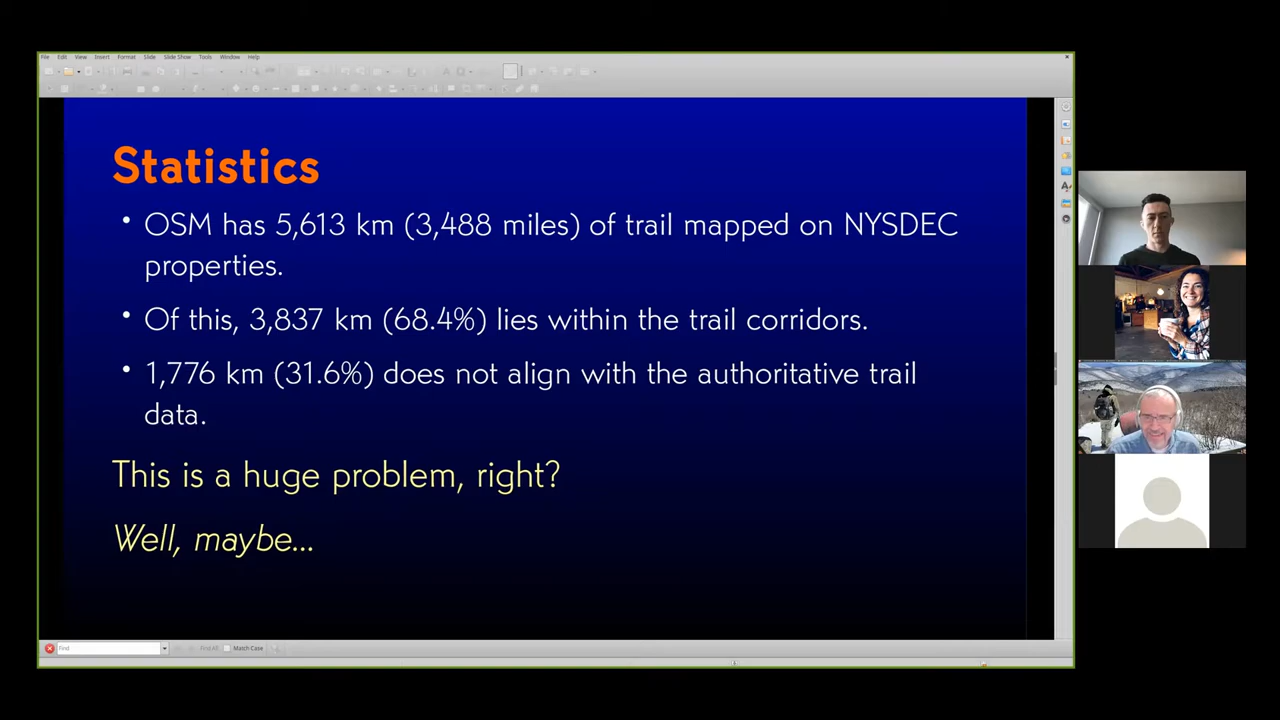 File Edit View Insert Format Slide Slide Show Tools Window Help
Statistics
• OSM has 5,613 km (3,488 miles) of trail mapped on NYSDEC
properties.
• Of this, 3,837 km (68.4%) lies within the trail corridors.
• 1,776 km (31.6%) does not align with the authoritative trail
data.
This is a huge problem, right?
Well, maybe...
Find Find All Match Case